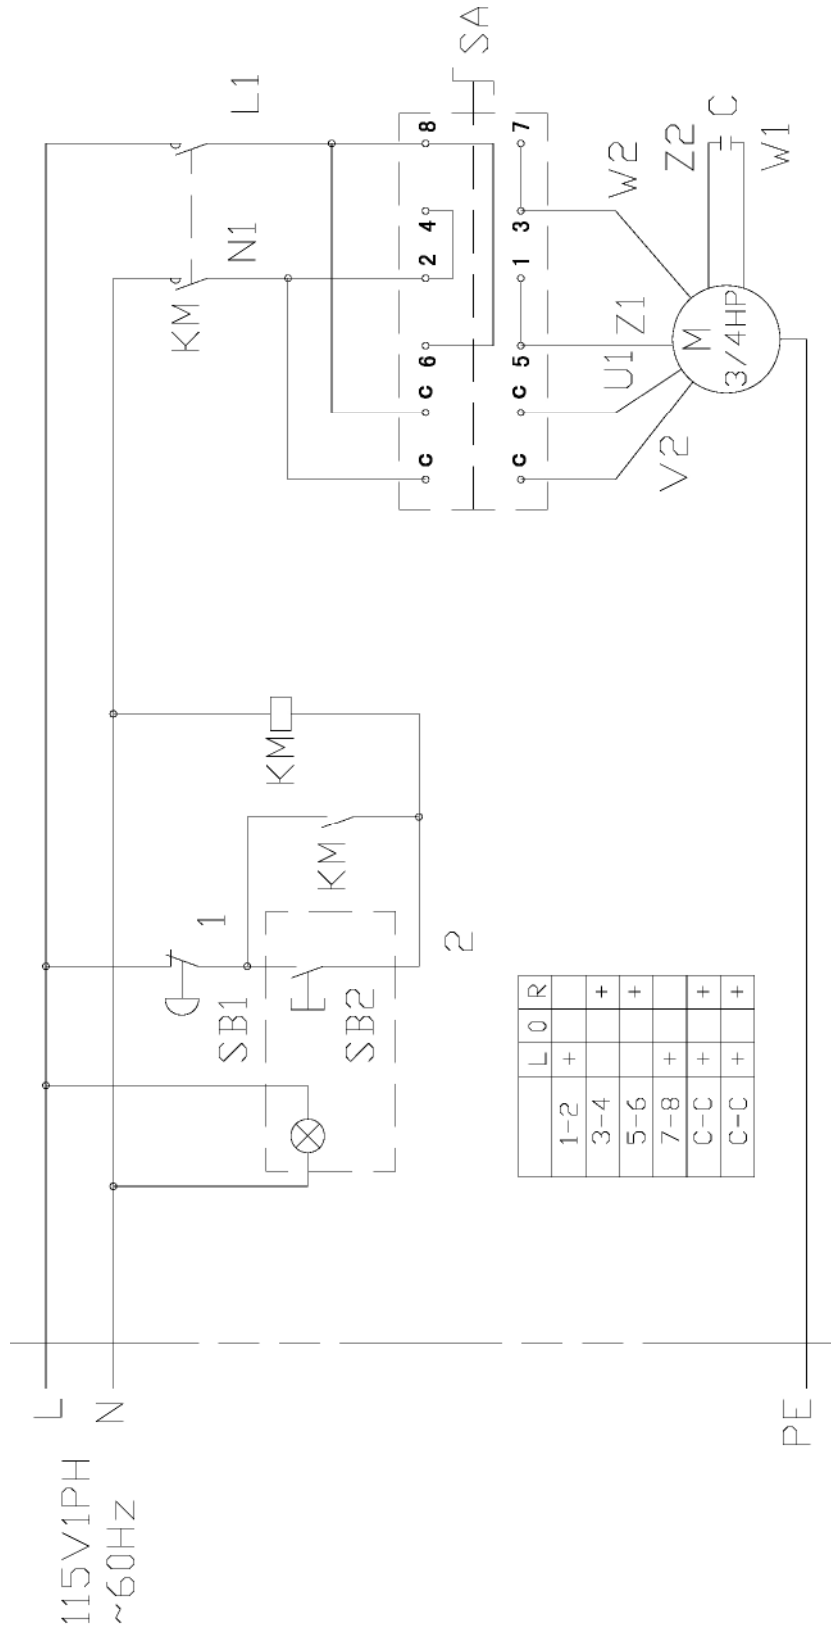 115V1PH
~60Hz
L
N
PE
SB1
1
SB2
2
KM
KM
KM
N1
L1
SA
C C 6 2 4 8
C C 5 1 3 7
V2
U1
Z1
W2
M
3/4HP
Z2
C
W1
L O R
1-2 +
3-4 +
5-6 +
7-8 +
C-C + +
C-C + +